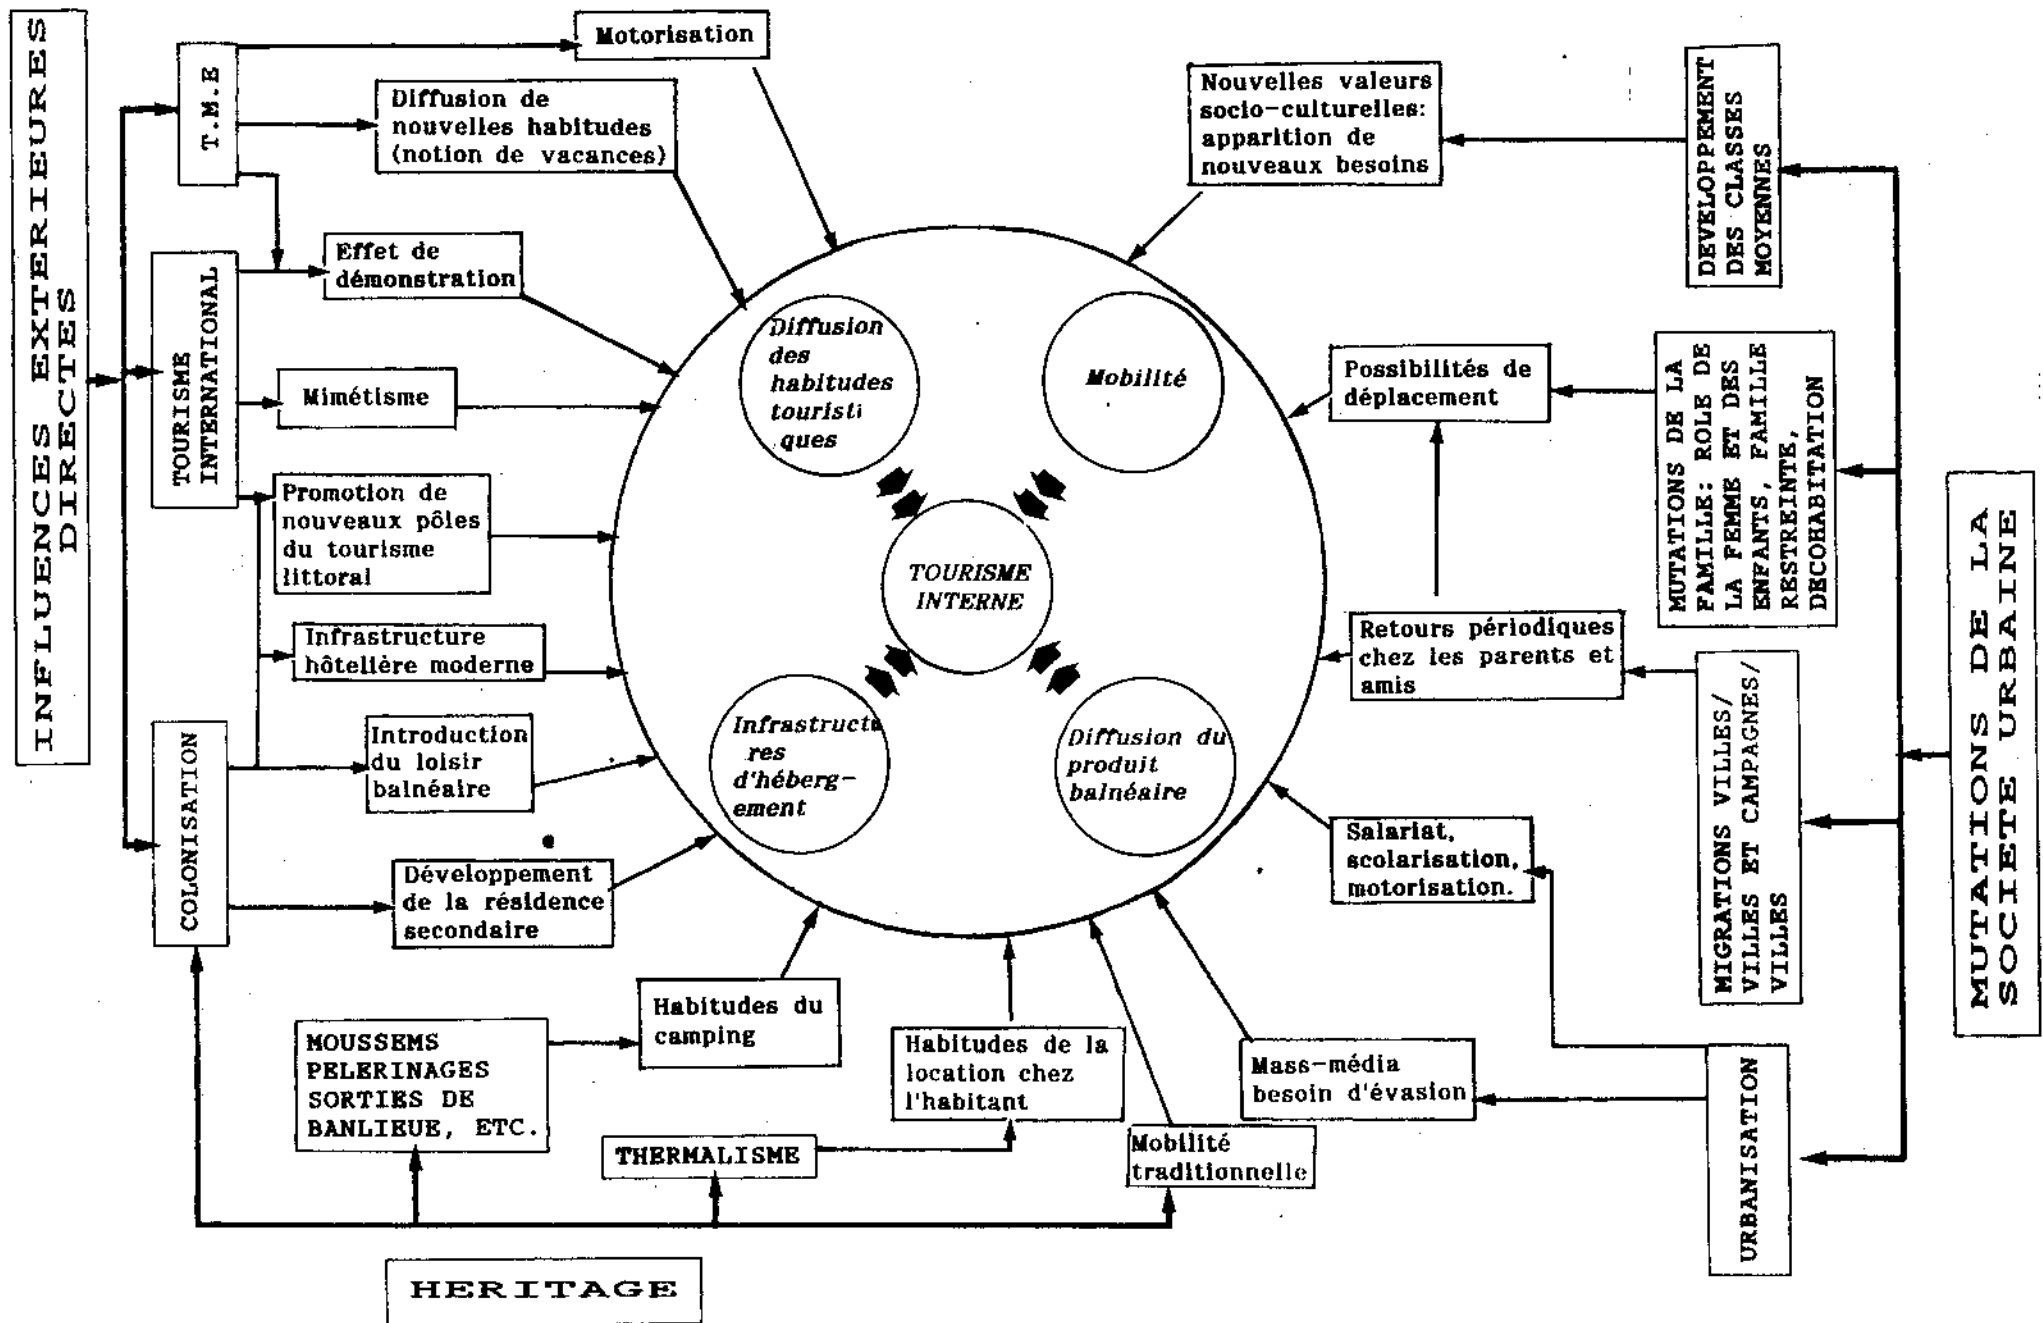 INFLUENCES EXTERIEURES
DIRECTES
T.M.E
TOURISME
INTERNATIONAL
COLONISATION
Motorisation
Diffusion de
nouvelles habitudes
(notion de vacances)
Effet de
démonstration
Mimétisme
Promotion de
nouveaux pôles
du tourisme
littoral
Infrastructure
hôtelière moderne
Introduction
du loisir
balnéaire
Développement
de la résidence
secondaire
Diffusion
des
habitudes
touristi
ques
Mobilité
TOURISME
INTERNE
Infrastructu
res
d'héberg-
ement
Diffusion du
produit
balnéaire
Nouvelles valeurs
socio-culturelles:
apparition de
nouveaux besoins
Possibilités de
déplacement
Retours périodiques
chez les parents et
amis
Salariat,
scolarisation,
motorisation.
Mass-média
besoin d'évasion
DEVELOPPEMENT
DES CLASSES
MOYENNES
MUTATIONS DE LA
FAMILLE: ROLE DE
LA FEMME ET DES
ENFANTS, FAMILLE
RESTREINTE,
DECOHABITATION
MIGRATIONS VILLES/
VILLES ET CAMPAGNES/
VILLES
URBANISATION
MUTATIONS DE LA
SOCIETE URBAINE
Habitudes du
camping
MOUSSEMS
PELERINAGES
SORTIES DE
BANLIEUE, ETC.
Habitudes de la
location chez
l'habitant
THERMALISME
Mobilité
traditionnelle
HERITAGE